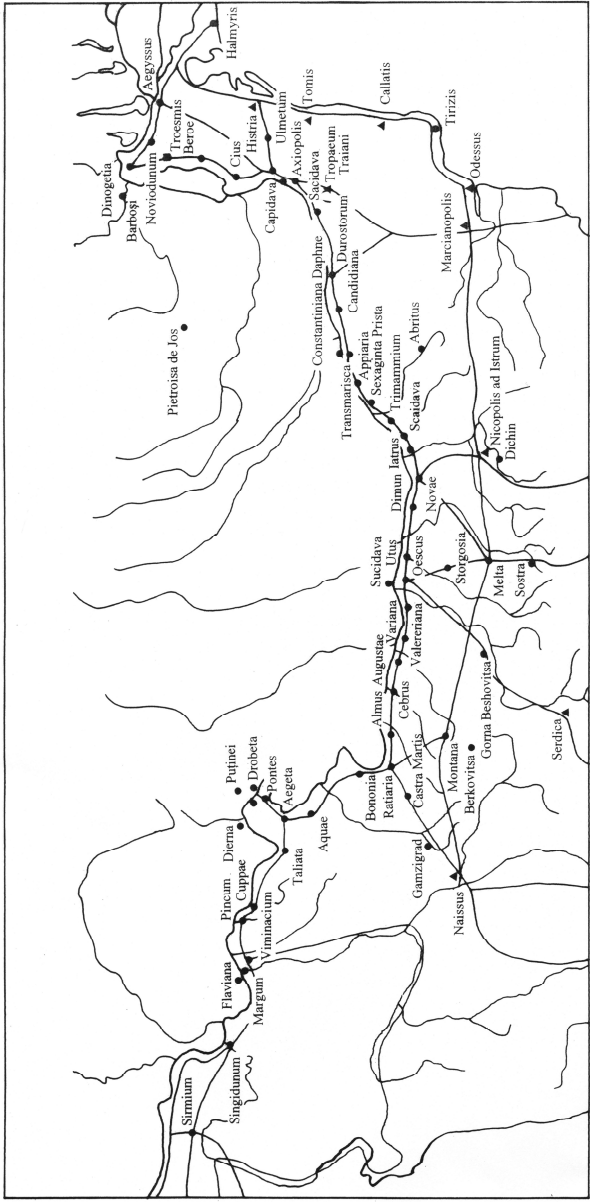 Sirmium
Singidunum
Flaviana
Margum
Viminacium
Pincum
Cuppae
Dierna
Taliata
Puținei
Drobeta
Pontes
Aegeta
Aquae
Gamzigrad
Naissus
Bononia
Ratiaria
Castra Martis
Montana
Berkovitsa
Almus
Augustae
Cebrus
Variana
Valereriana
Gorna Beshovitsa
Serdica
Sucidava
Utus
Oescus
Storgosia
Melta
Sostra
Dimun
Iatrus
Novae
Scaidava
Trimammium
Sexaginta Prista
Appiaria
Abritus
Nicopolis ad Istrum
Dichin
Transmarisca
Constantiniana Daphne
Candidiana
Durostorum
Pietroisa de Jos
Marcianopolis
Odessus
Tirizis
Callatis
Tomis
Tropaeum
Traiani
Sacidava
Axiopolis
Capidava
Ulmetum
Histria
Cius
Beroe
Troesmis
Noviodunum
Barboși
Dinogetia
Aegyssus
Halmyris